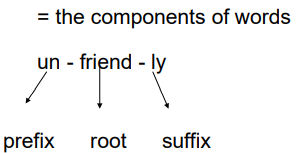 = the components of words
un - friend - ly
prefix root suffix